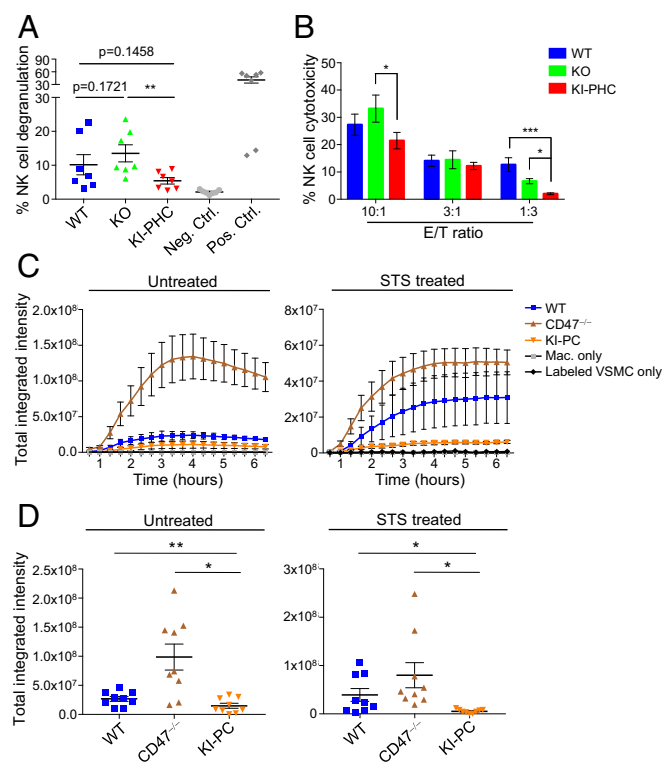 A
% NK cell degranulation
p=0.1458
p=0.1721
**
60
30
30
20
10
0
WT
KO
KI-PHC
Neg. Ctrl.
Pos. Ctrl.
B
% NK cell cytotoxicity
50
40
30
20
10
0
*
***
*
10:1
3:1
1:3
E/T ratio
WT
KO
KI-PHC
C
Untreated
Total integrated intensity
2.0x10⁸
1.5x10⁸
1.0x10⁸
5.0x10⁷
0.0
1 2 3 4 5 6
Time (hours)
STS treated
8x10⁷
6x10⁷
4x10⁷
2x10⁷
0
1 2 3 4 5 6
Time (hours)
WT
CD47⁻/⁻
KI-PC
Mac. only
Labeled VSMC only
D
Untreated
Total integrated intensity
**
*
2.5x10⁸
2.0x10⁸
1.5x10⁸
1.0x10⁸
5.0x10⁷
0.0
WT
CD47⁻/⁻
KI-PC
STS treated
*
*
3x10⁸
2x10⁸
1x10⁸
0
WT
CD47⁻/⁻
KI-PC